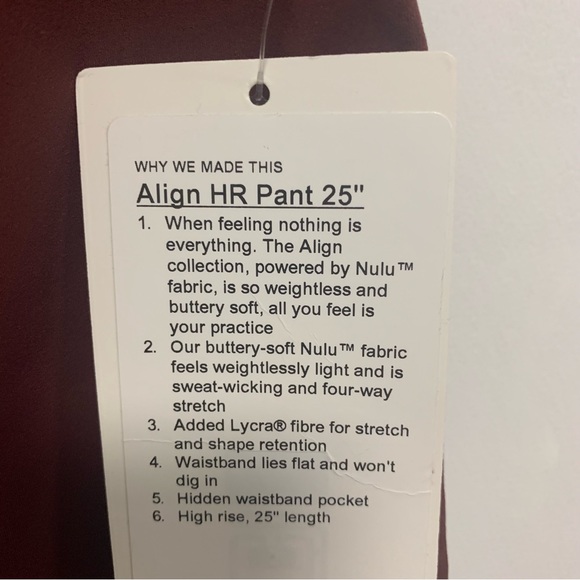 WHY WE MADE THIS
Align HR Pant 25"
1. When feeling nothing is
everything. The Align
collection, powered by Nulu™
fabric, is so weightless and
buttery soft, all you feel is
your practice
2. Our buttery-soft Nulu™ fabric
feels weightlessly light and is
sweat-wicking and four-way
stretch
3. Added Lycra® fibre for stretch
and shape retention
4. Waistband lies flat and won't
dig in
5. Hidden waistband pocket
6. High rise, 25" length